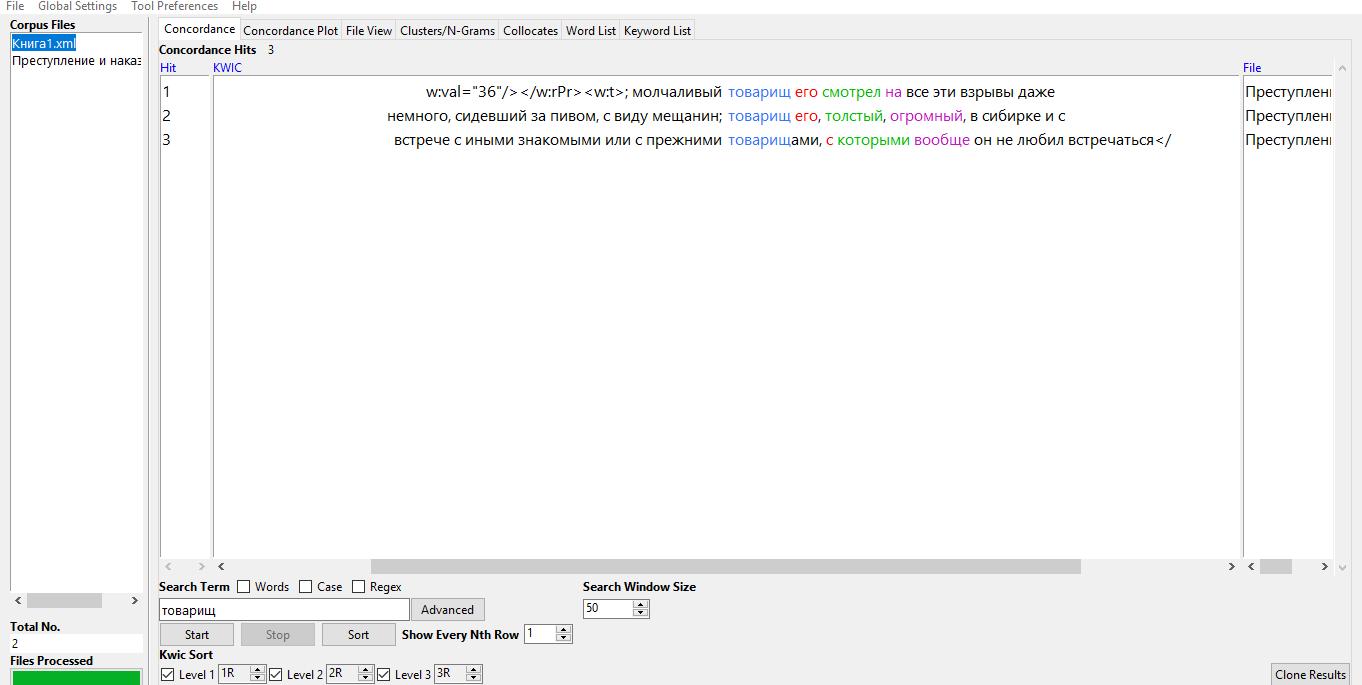 File Global Settings Tool Preferences Help
Corpus Files
Книга1.xml
Преступление и наказ
Total No.
2
Files Processed
Concordance Concordance Plot File View Clusters/N-Grams Collocates Word List Keyword List
Concordance Hits 3
Hit KWIC File
1 w:val="36"/></w:rPr><w:t>; молчаливый товарищ его смотрел на все эти взрывы даже Преступлен
2 немного, сидевший за пивом, с виду мещанин; товарищ его, толстый, огромный, в сибирке и с Преступлен
3 встрече с иными знакомыми или с прежними товарищами, с которыми вообще он не любил встречаться</ Преступлен
Search Term Words Case Regex Search Window Size
товарищ Advanced 50
Start Stop Sort Show Every Nth Row 1
Kwic Sort
Level 1 1R Level 2 2R Level 3 3R Clone Results